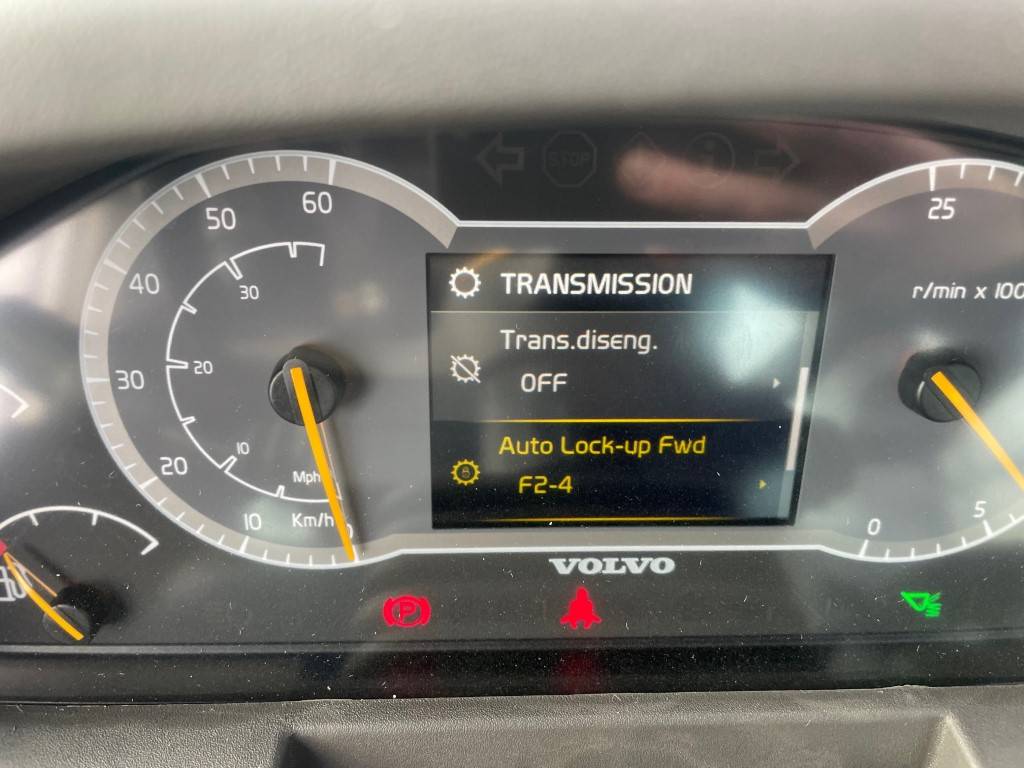 STOP
60
50
40
30
20
10
30
20
10
Mph
Km/h
TRANSMISSION
Trans.diseng.
OFF
Auto Lock-up Fwd
F2-4
25
r/min x 100
5
0
VOLVO
P